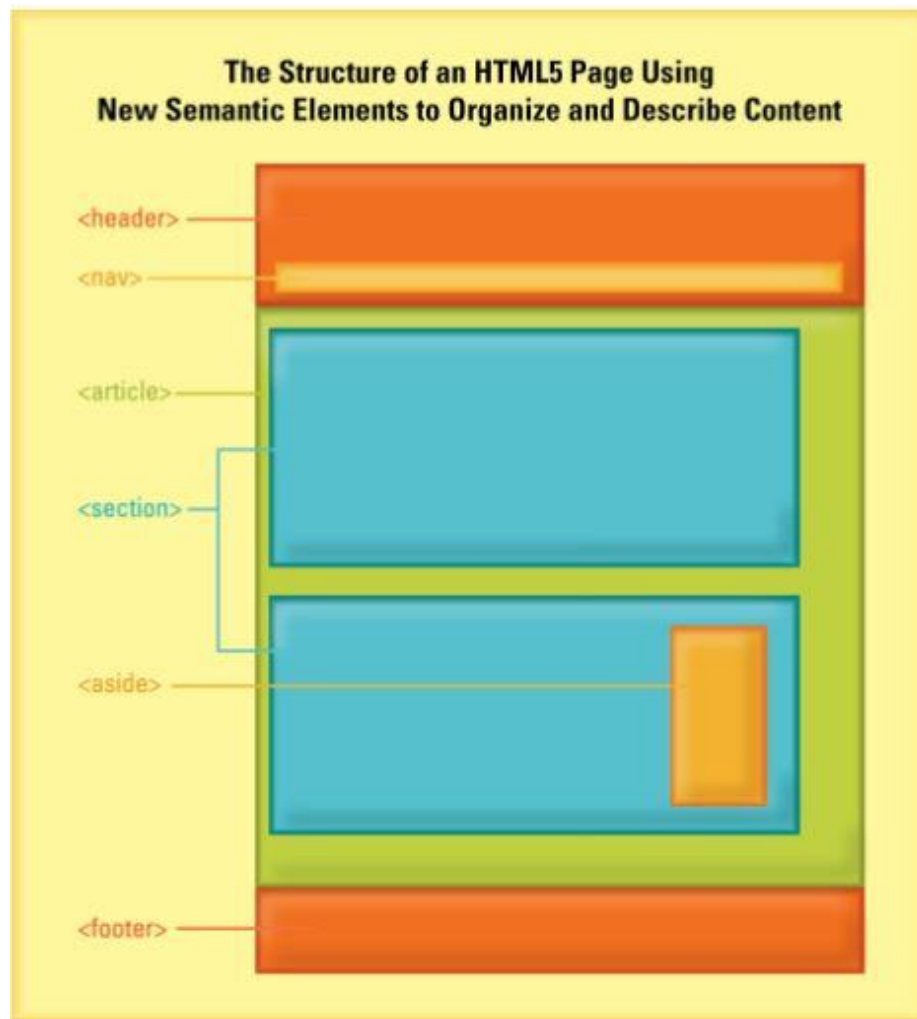 The Structure of an HTML5 Page Using
New Semantic Elements to Organize and Describe Content
<header>
<nav>
<article>
<section>
<aside>
<footer>